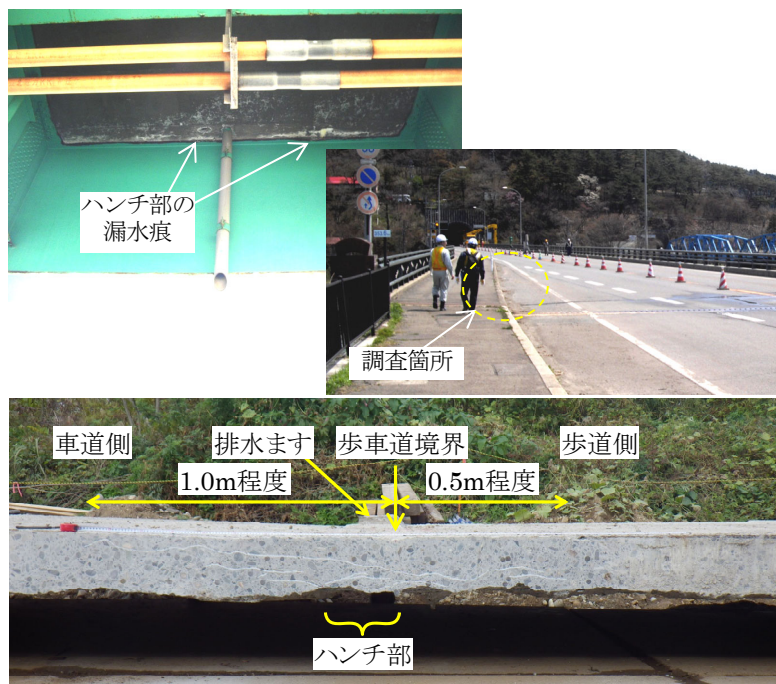 ハンチ部の
漏水痕
調査箇所
車道側
排水ます
歩車道境界
歩道側
1.0m程度
0.5m程度
ハンチ部